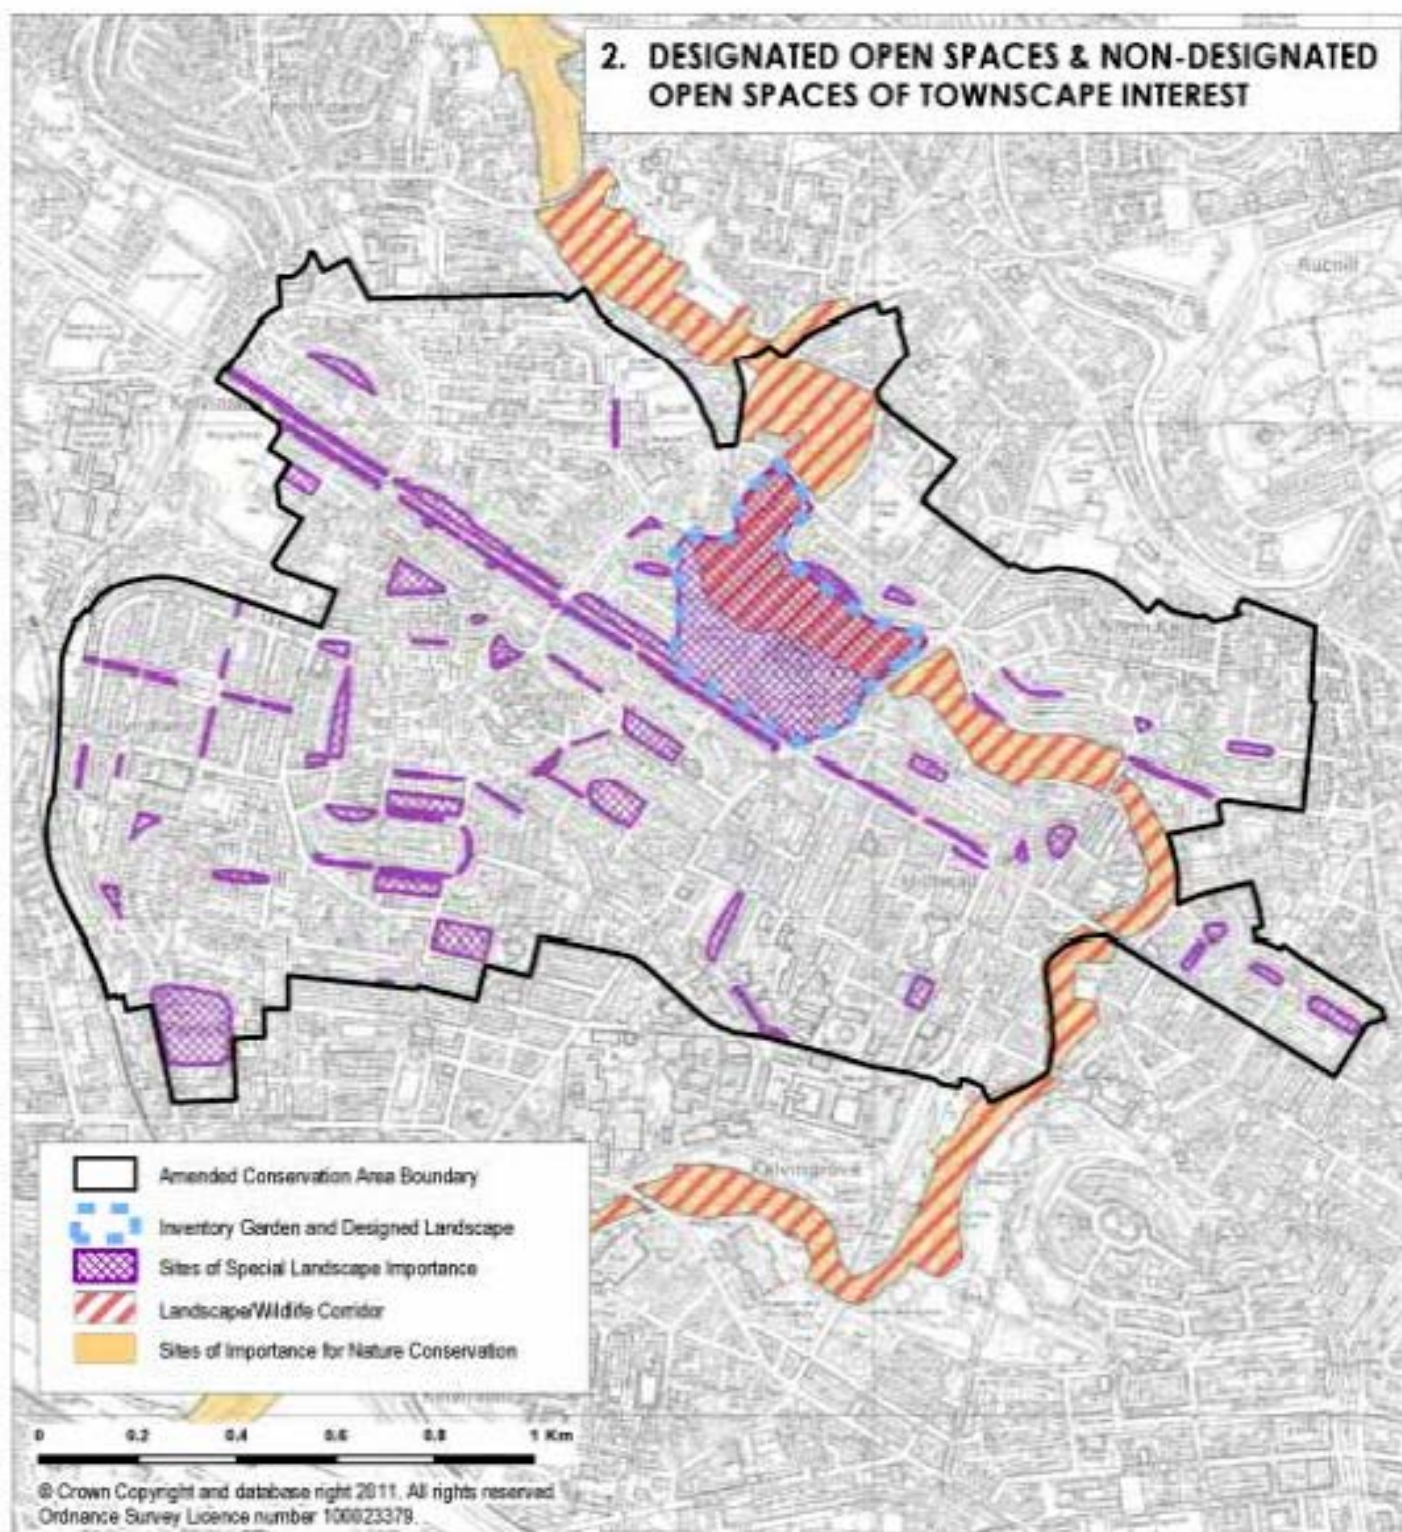 2. DESIGNATED OPEN SPACES & NON-DESIGNATED
OPEN SPACES OF TOWNSCAPE INTEREST
Ruchill
Hillhead
Kelvingrove
Amended Conservation Area Boundary
Inventory Garden and Designed Landscape
Sites of Special Landscape Importance
Landscape/Wildlife Corridor
Sites of Importance for Nature Conservation
0 0.2 0.4 0.6 0.8 1 Km
© Crown Copyright and database right 2011. All rights reserved.
Ordnance Survey Licence number 100023379.